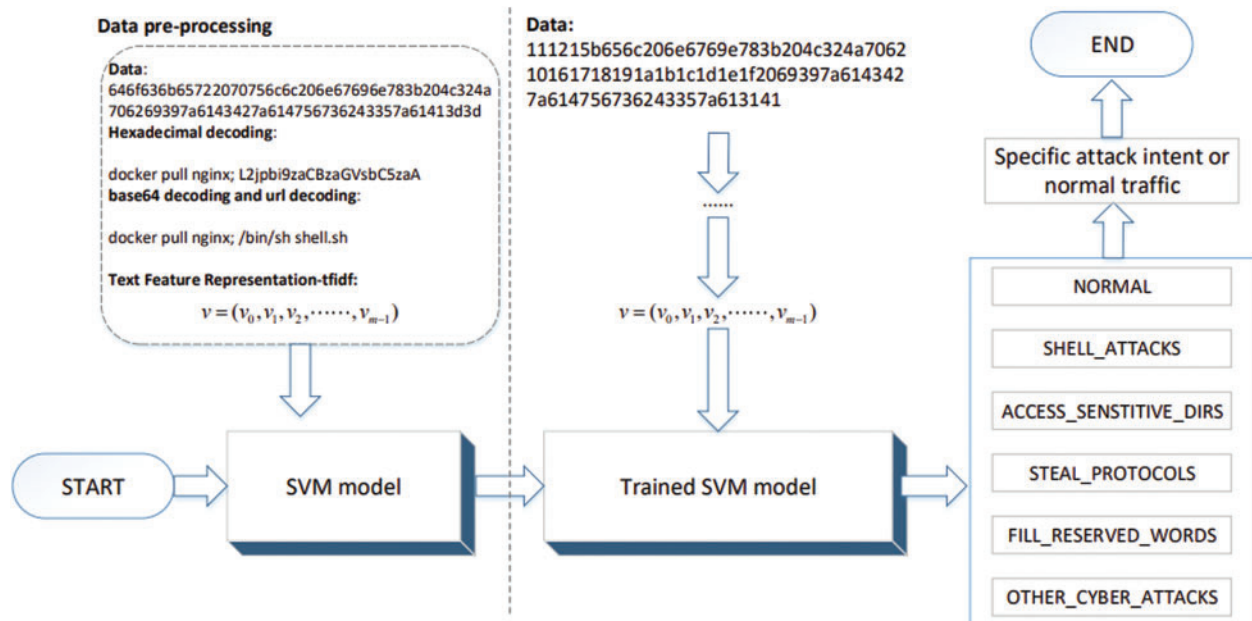 Data pre-processing
Data:
646f636b65722070756c6c206e67696e783b204c324a
706269397a6143427a614756736243357a61413d3d
Hexadecimal decoding:
docker pull nginx; L2jpbi9zaCBzaGVsbC5zaA
base64 decoding and url decoding:
docker pull nginx; /bin/sh shell.sh
Text Feature Representation-tfidf:
v = (v0, v1, v2, ······, vm−1)
START
SVM model
Data:
111215b656c206e6769e783b204c324a7062
10161718191a1b1c1d1e1f2069397a614342
7a614756736243357a613141
......
v = (v0, v1, v2, ······, vm−1)
Trained SVM model
END
Specific attack intent or
normal traffic
NORMAL
SHELL_ATTACKS
ACCESS_SENSTITIVE_DIRS
STEAL_PROTOCOLS
FILL_RESERVED_WORDS
OTHER_CYBER_ATTACKS